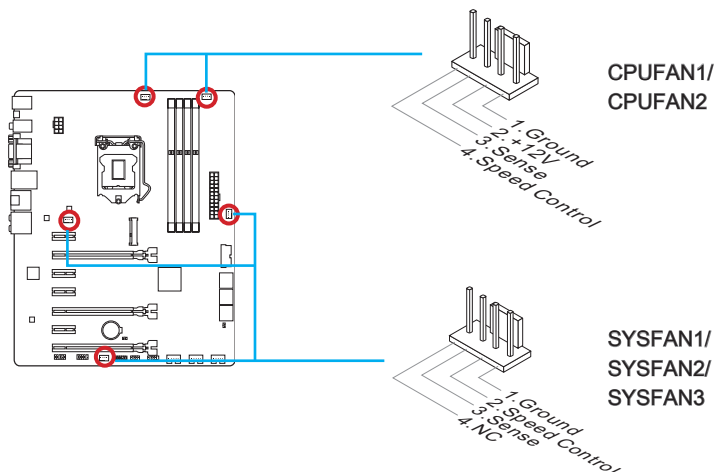 CPUFAN1/
CPUFAN2
1.Ground
2.+12V
3.Sense
4.Speed Control
SYSFAN1/
SYSFAN2/
SYSFAN3
1.Ground
2.Speed Control
3.Sense
4.NC